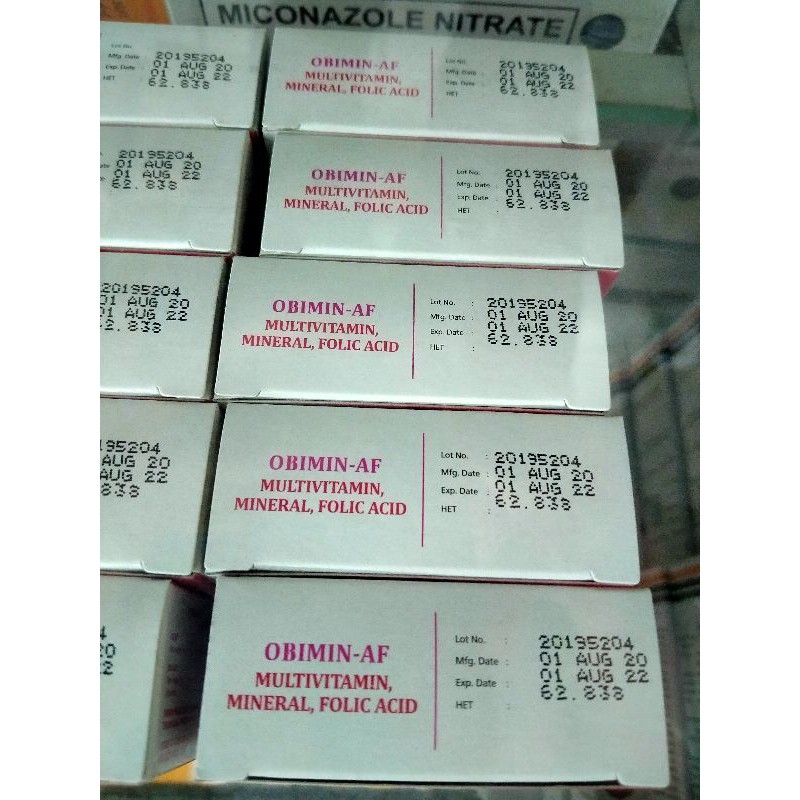 MICONAZOLE NITRATE
Lot No.
Mfg. Date
Exp. Date
HET
20195204
01 AUG 20
01 AUG 22
62.838
OBIMIN-AF
MULTIVITAMIN,
MINERAL, FOLIC ACID
Lot No. : 20195204
Mfg. Date : 01 AUG 20
Exp. Date : 01 AUG 22
HET : 62.838
20195204
01 AUG 20
01 AUG 22
62.838
OBIMIN-AF
MULTIVITAMIN,
MINERAL, FOLIC ACID
Lot No. : 20195204
Mfg. Date : 01 AUG 20
Exp. Date : 01 AUG 22
HET : 62.838
20195204
01 AUG 20
01 AUG 22
2.838
OBIMIN-AF
MULTIVITAMIN,
MINERAL, FOLIC ACID
Lot No. : 20195204
Mfg. Date : 01 AUG 20
Exp. Date : 01 AUG 22
HET : 62.838
195204
AUG 20
AUG 22
838
OBIMIN-AF
MULTIVITAMIN,
MINERAL, FOLIC ACID
Lot No. : 20195204
Mfg. Date : 01 AUG 20
Exp. Date : 01 AUG 22
HET : 62.838
4
20
2
OBIMIN-AF
MULTIVITAMIN,
MINERAL, FOLIC ACID
Lot No. : 20195204
Mfg. Date : 01 AUG 20
Exp. Date : 01 AUG 22
HET : 62.838